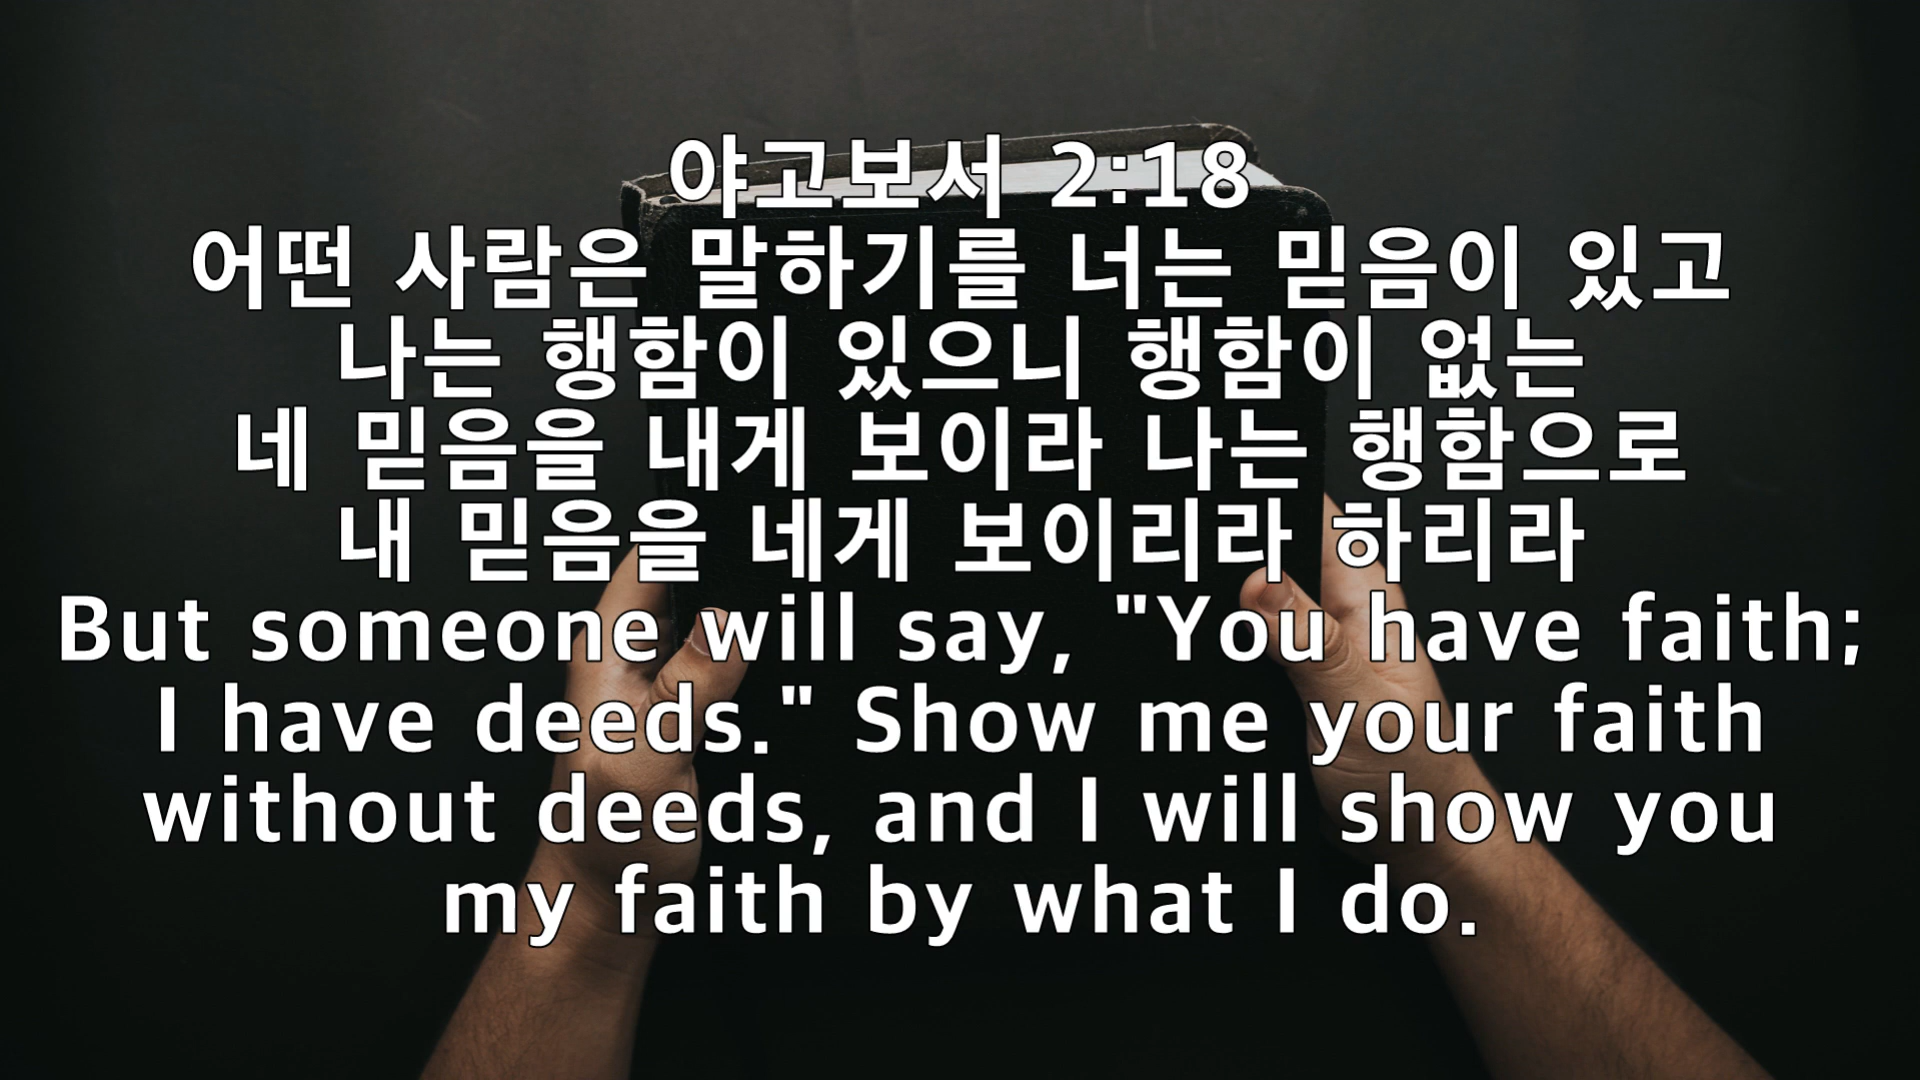 야고보서 2:18
어떤 사람은 말하기를 너는 믿음이 있고
나는 행함이 있으니 행함이 없는
네 믿음을 내게 보이라 나는 행함으로
내 믿음을 네게 보이리라 하리라
But someone will say, "You have faith;
I have deeds." Show me your faith
without deeds, and I will show you
my faith by what I do.